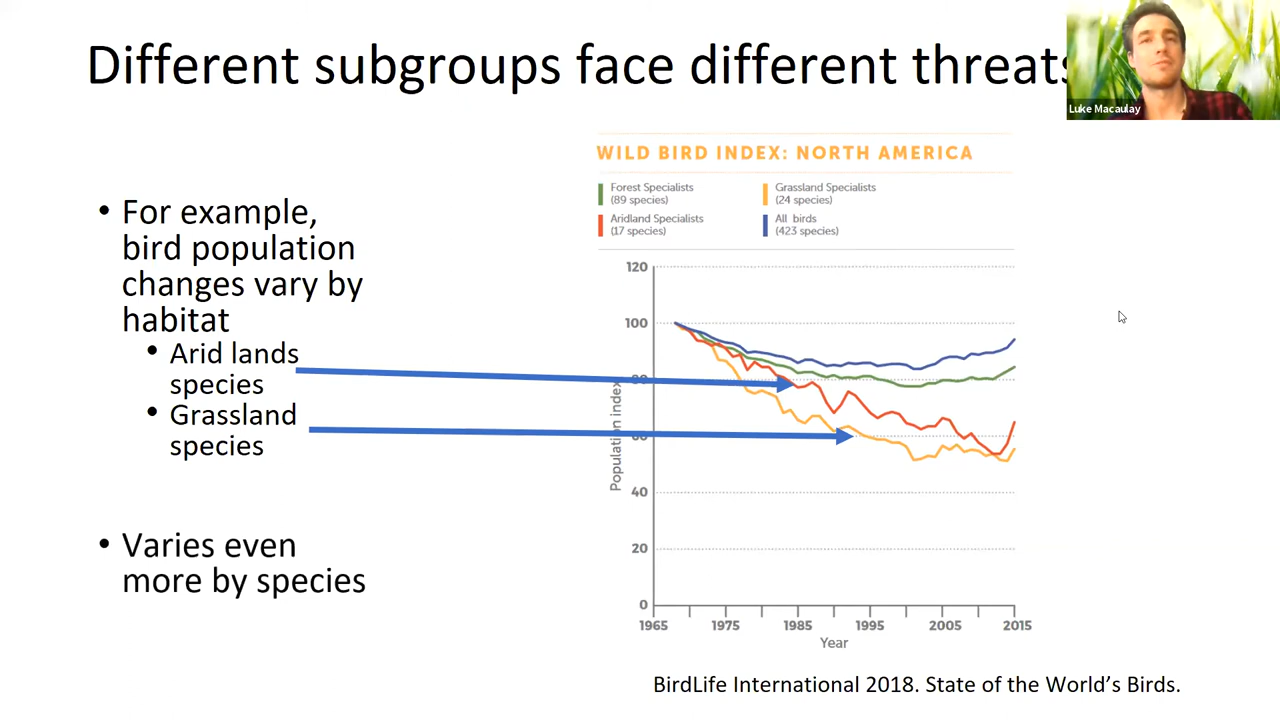 Different subgroups face different threats
Luke Macaulay
• For example,
bird population
changes vary by
habitat
• Arid lands
species
• Grassland
species
• Varies even
more by species
WILD BIRD INDEX: NORTH AMERICA
Forest Specialists
(89 species)
Grassland Specialists
(24 species)
Aridland Specialists
(17 species)
All birds
(423 species)
120
100
80
60
40
20
0
Population index
1965 1975 1985 1995 2005 2015
Year
BirdLife International 2018. State of the World’s Birds.